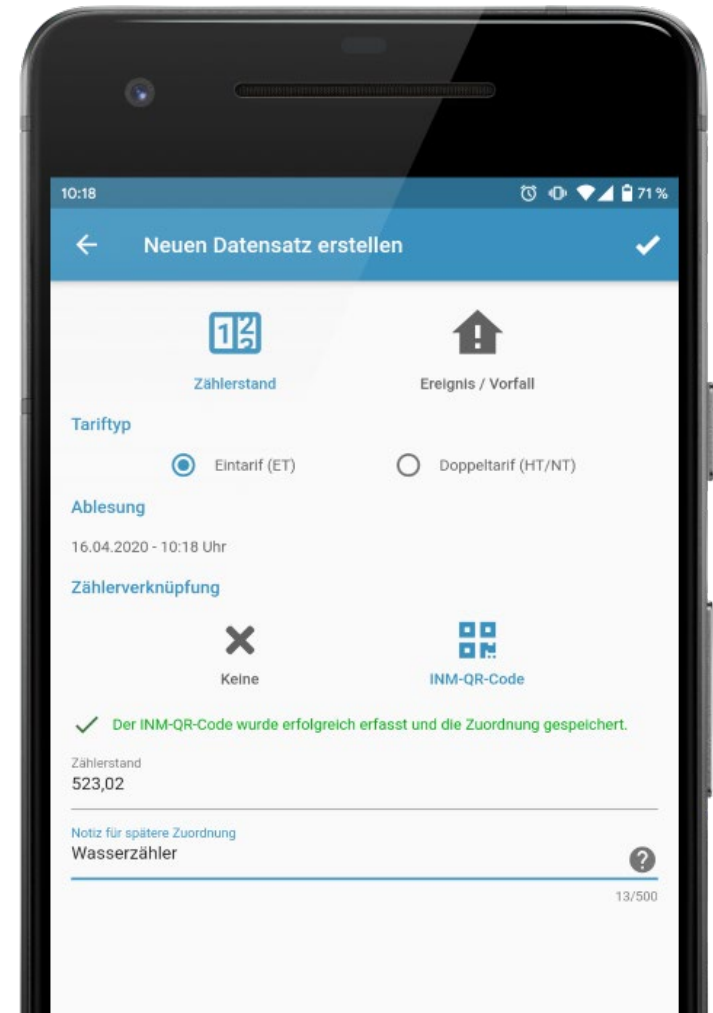 10:18
71 %
Neuen Datensatz erstellen
Zählerstand
Ereignis / Vorfall
Tariftyp
Eintarif (ET)
Doppeltarif (HT/NT)
Ablesung
16.04.2020 - 10:18 Uhr
Zählerverknüpfung
Keine
INM-QR-Code
Der INM-QR-Code wurde erfolgreich erfasst und die Zuordnung gespeichert.
Zählerstand
523,02
Notiz für spätere Zuordnung
Wasserzähler
13/500